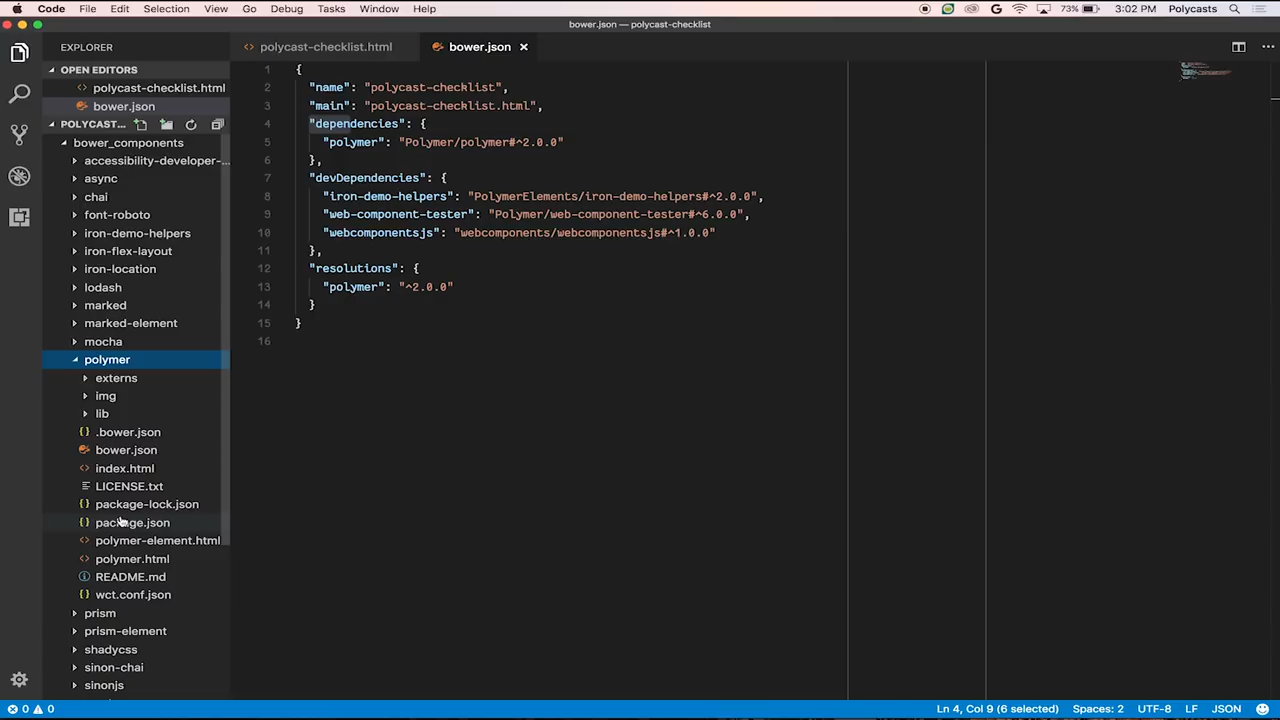 Code File Edit Selection View Go Debug Tasks Window Help 73% 3:02 PM Polycasts
bower.json — polycast-checklist
EXPLORER
polycast-checklist.html
bower.json
OPEN EDITORS
polycast-checklist.html
bower.json
POLYCAST...
bower_components
accessibility-developer-...
async
chai
font-roboto
iron-demo-helpers
iron-flex-layout
iron-location
lodash
marked
marked-element
mocha
polymer
externs
img
lib
.bower.json
bower.json
index.html
LICENSE.txt
package-lock.json
package.json
polymer-element.html
polymer.html
README.md
wct.conf.json
prism
prism-element
shadycss
sinon-chai
sinonjs
1 {
2 "name": "polycast-checklist",
3 "main": "polycast-checklist.html",
4 "dependencies": {
5 "polymer": "Polymer/polymer#^2.0.0"
6 },
7 "devDependencies": {
8 "iron-demo-helpers": "PolymerElements/iron-demo-helpers#^2.0.0",
9 "web-component-tester": "Polymer/web-component-tester#^6.0.0",
10 "webcomponentsjs": "webcomponents/webcomponentsjs#^1.0.0"
11 },
12 "resolutions": {
13 "polymer": "^2.0.0"
14 }
15 }
16
0 0 Ln 4, Col 9 (6 selected) Spaces: 2 UTF-8 LF JSON